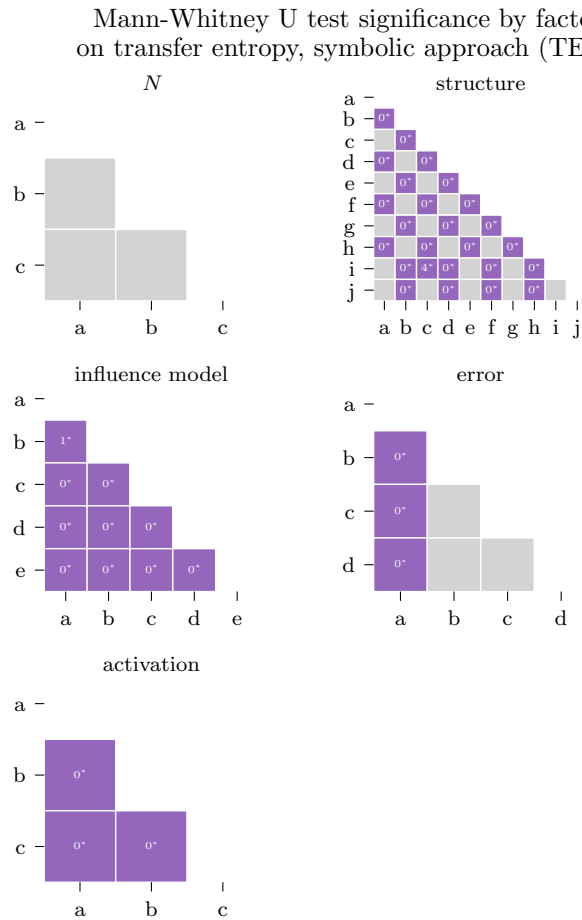 Mann-Whitney U test significance by facto
on transfer entropy, symbolic approach (TE
N
a
b
c
a b c
structure
a
b 0*
c 0*
d 0* 0*
e 0* 0*
f 0* 0* 0*
g 0* 0* 0*
h 0* 0* 0* 0*
i 0* 4* 0* 0* 0*
j 0* 0* 0* 0*
a b c d e f g h i j
influence model
a
b 1*
c 0* 0*
d 0* 0* 0*
e 0* 0* 0* 0*
a b c d e
error
a
b 0*
c 0*
d 0*
a b c d
activation
a
b 0*
c 0* 0*
a b c